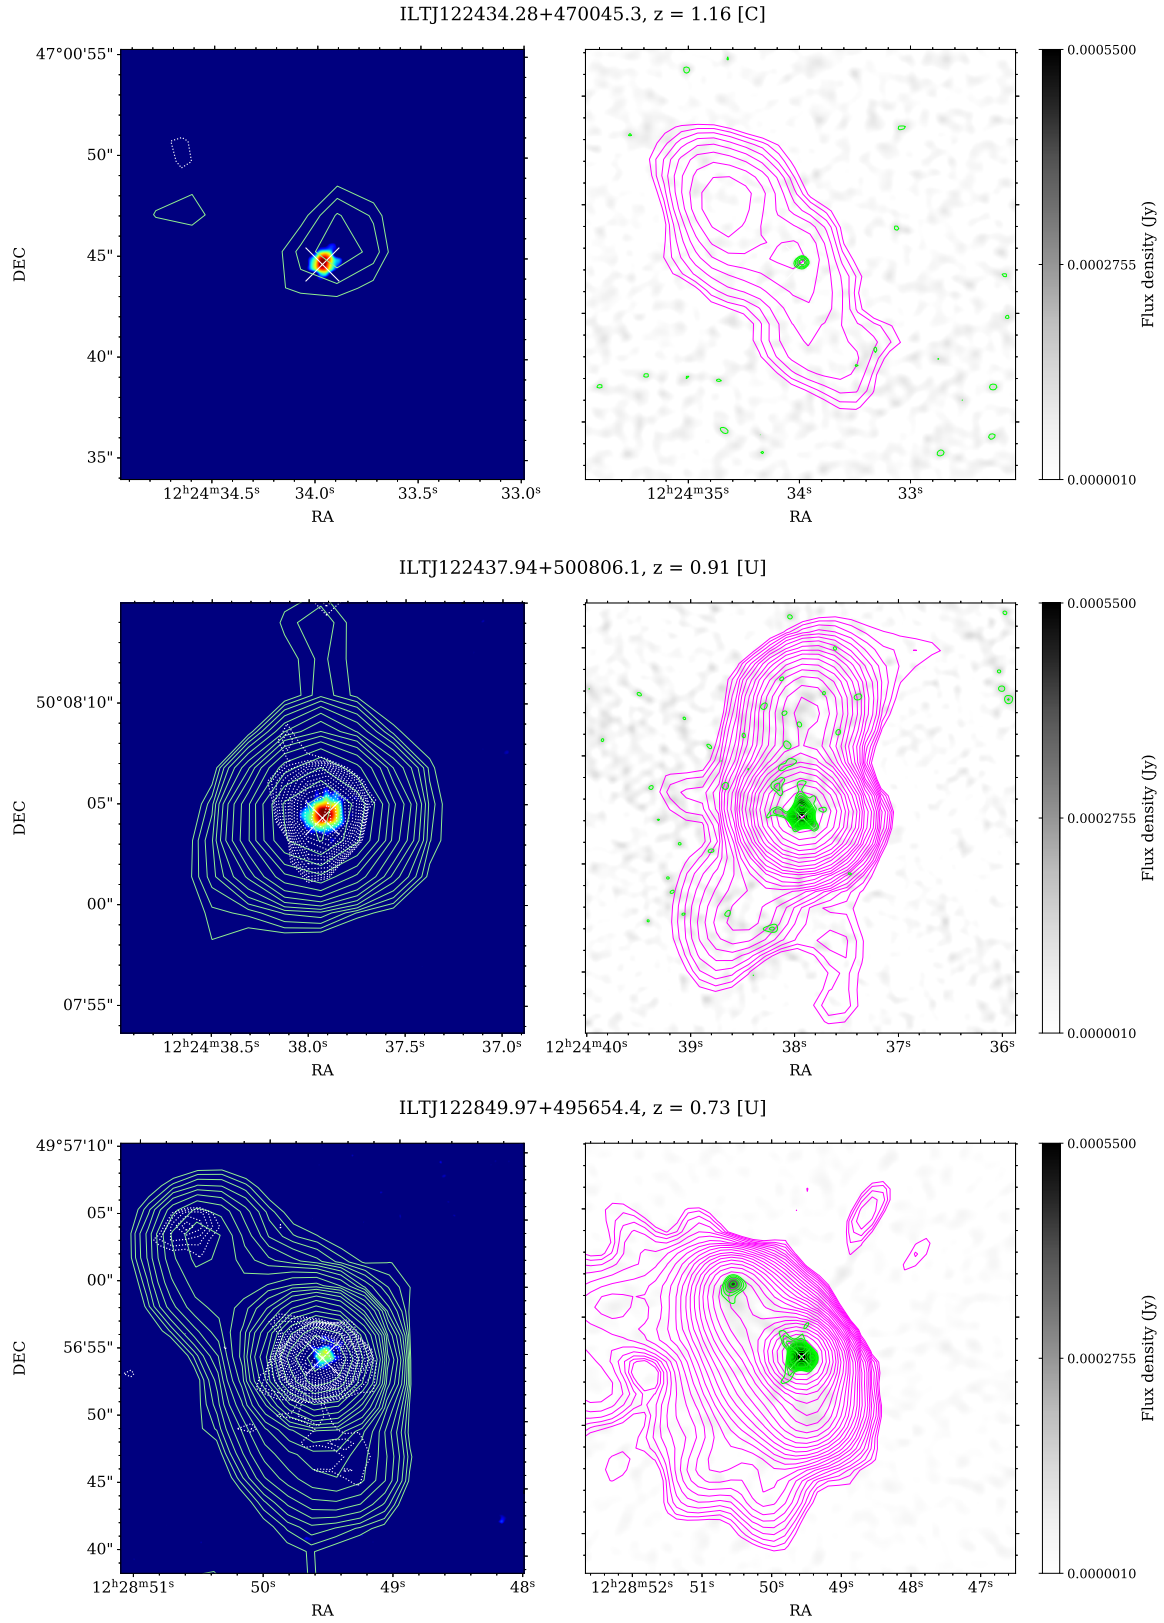 ILTJ122434.28+470045.3, z = 1.16 [C]
47°00'55"
50"
45"
40"
35"
DEC
12ʰ24ᵐ34.5ˢ 34.0ˢ 33.5ˢ 33.0ˢ
RA
12ʰ24ᵐ35ˢ 34ˢ 33ˢ
RA
0.0005500
0.0002755
0.0000010
Flux density (Jy)
ILTJ122437.94+500806.1, z = 0.91 [U]
50°08'10"
05"
00"
07'55"
DEC
12ʰ24ᵐ38.5ˢ 38.0ˢ 37.5ˢ 37.0ˢ
RA
12ʰ24ᵐ40ˢ 39ˢ 38ˢ 37ˢ 36ˢ
RA
0.0005500
0.0002755
0.0000010
Flux density (Jy)
ILTJ122849.97+495654.4, z = 0.73 [U]
49°57'10"
05"
00"
56'55"
50"
45"
40"
DEC
12ʰ28ᵐ51ˢ 50ˢ 49ˢ 48ˢ
RA
12ʰ28ᵐ52ˢ 51ˢ 50ˢ 49ˢ 48ˢ 47ˢ
RA
0.0005500
0.0002755
0.0000010
Flux density (Jy)